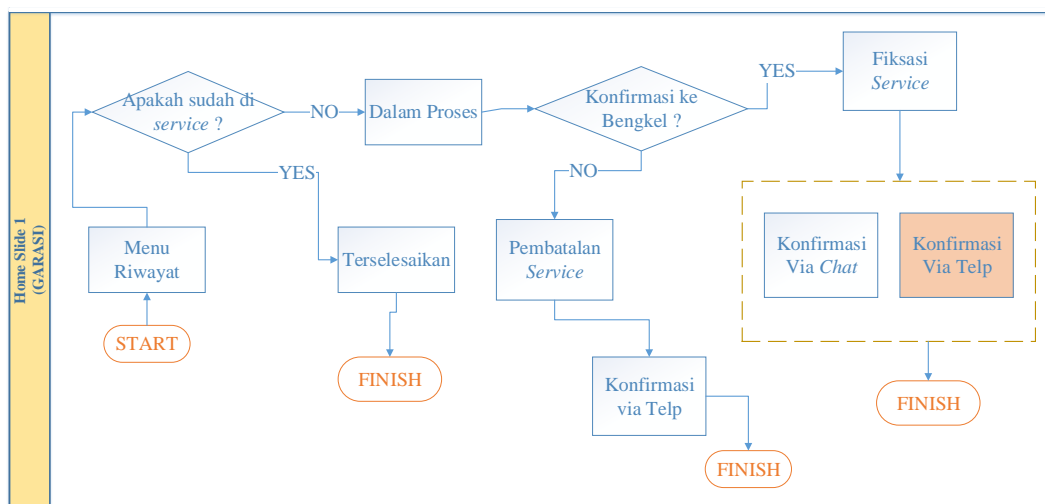 Home Slide 1
(GARASI)
START
Menu
Riwayat
Apakah sudah di
service ?
NO
YES
Terselesaikan
FINISH
Dalam Proses
Konfirmasi ke
Bengkel ?
NO
Pembatalan
Service
Konfirmasi
via Telp
FINISH
YES
Fiksasi
Service
Konfirmasi
Via Chat
Konfirmasi
Via Telp
FINISH